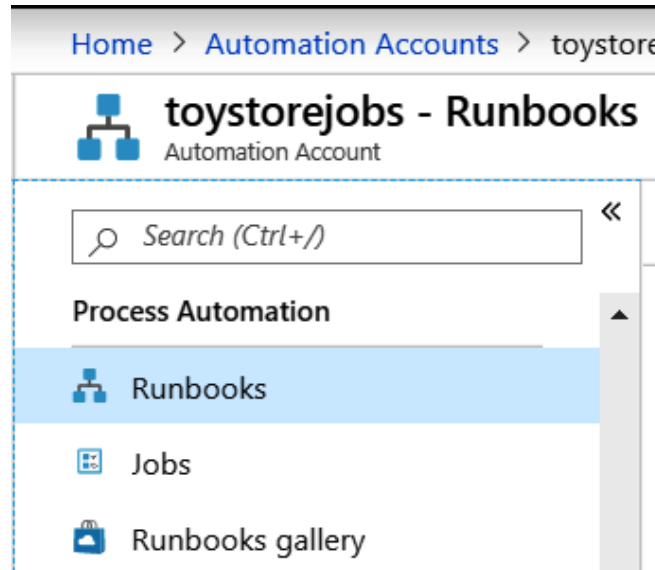 Home > Automation Accounts > toystore
toystorejobs - Runbooks
Automation Account
Search (Ctrl+/)
«
Process Automation
Runbooks
Jobs
Runbooks gallery